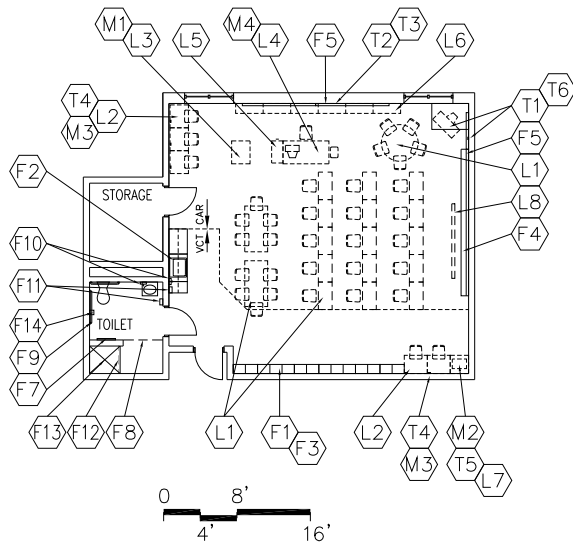 M1
M4
T3
L3
L5
L4
F5
T2
L6
T4
T6
L2
T1
M3
F5
F2
L1
STORAGE
L8
F4
VCT
CAR
F10
F11
F14
TOILET
F9
F7
F13
F12
F8
L1
F1
F3
L2
T4
M3
M2
T5
L7
0
8'
4'
16'